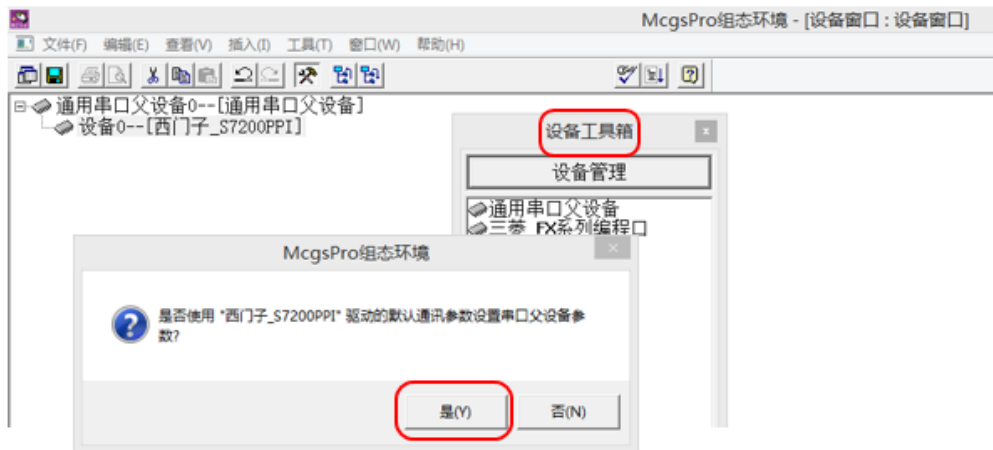 McgsPro组态环境 - [设备窗口 : 设备窗口]
文件(F) 编辑(E) 查看(V) 插入(I) 工具(T) 窗口(W) 帮助(H)
通用串口父设备0--[通用串口父设备]
设备0--[西门子_S7200PPI]
设备工具箱
设备管理
通用串口父设备
三菱_FX系列编程口
McgsPro组态环境
是否使用 "西门子_S7200PPI" 驱动的默认通讯参数设置串口父设备参
数?
是(Y) 否(N)